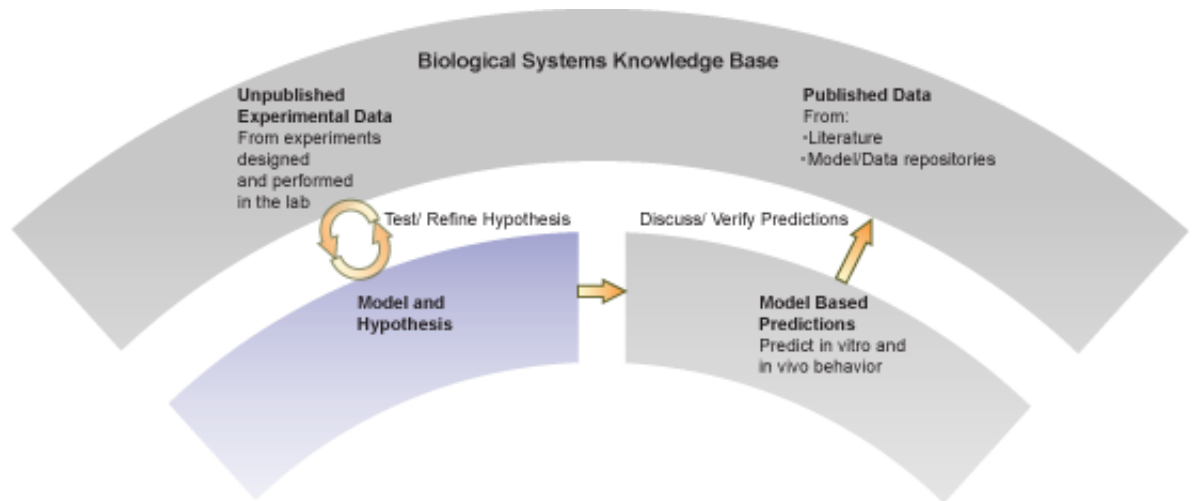 Biological Systems Knowledge Base
Unpublished
Experimental Data
From experiments
designed
and performed
in the lab
Published Data
From:
•Literature
•Model/Data repositories
Test/ Refine Hypothesis
Discuss/ Verify Predictions
Model and
Hypothesis
Model Based
Predictions
Predict in vitro and
in vivo behavior